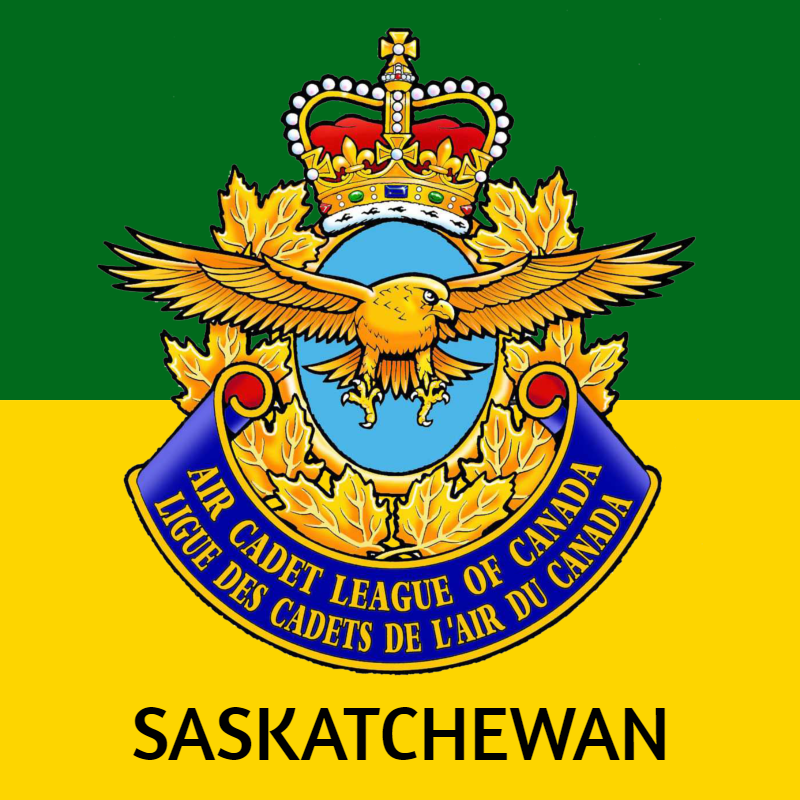 AIR CADET LEAGUE OF CANADA
LIGUE DES CADETS DE L'AIR DU CANADA
SASKATCHEWAN